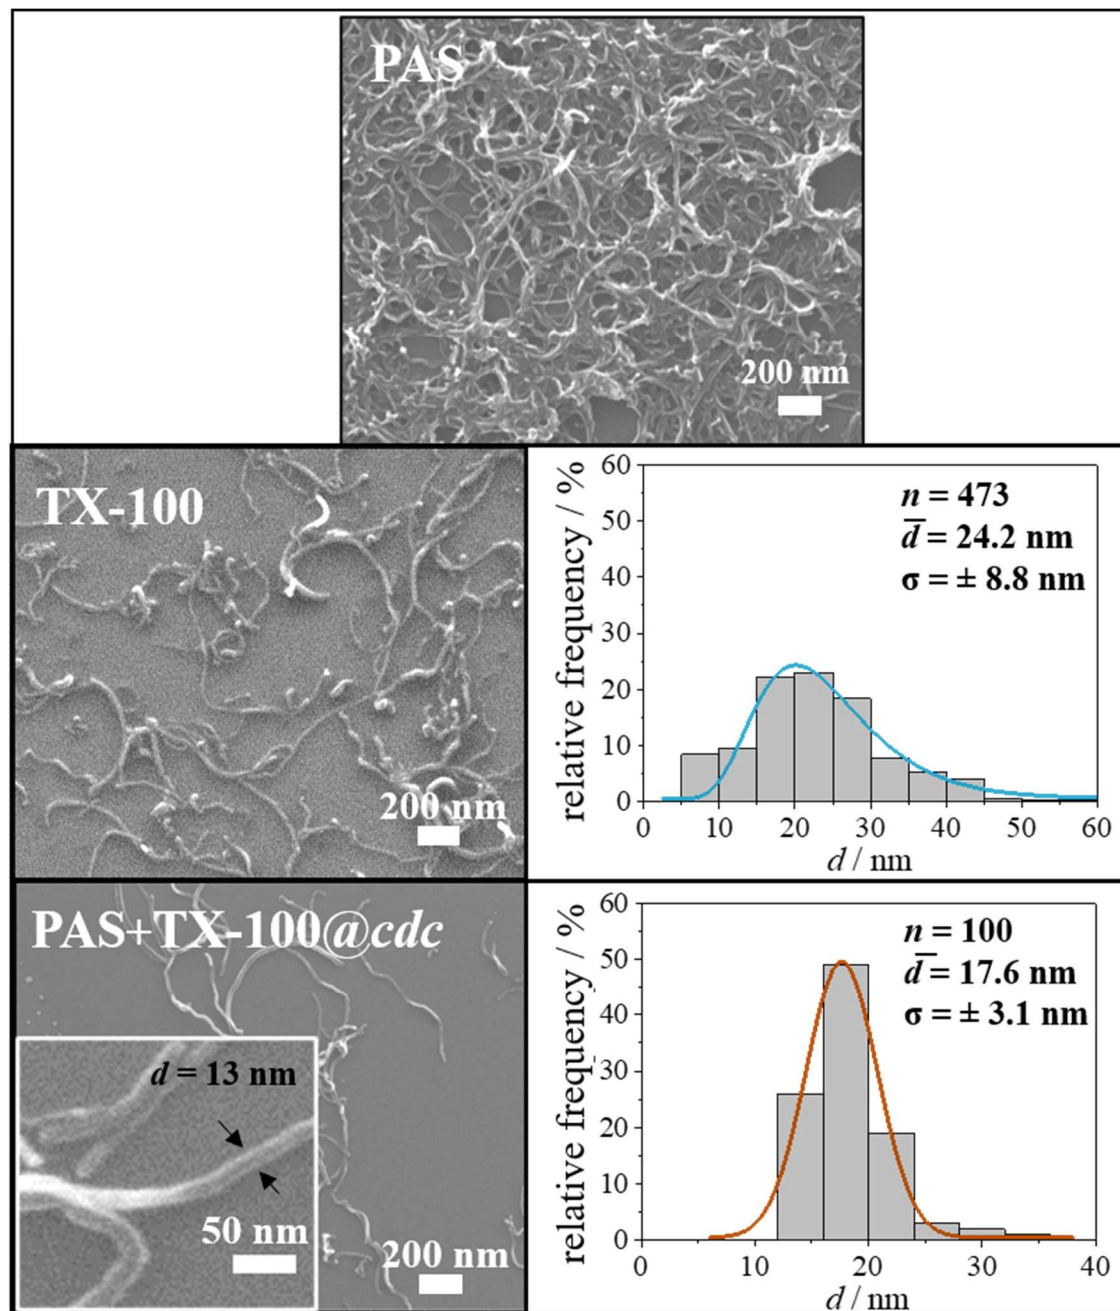 PAS
200 nm
TX-100
200 nm
relative frequency / %
60
50
40
30
20
10
0
n = 473
d̅ = 24.2 nm
σ = ± 8.8 nm
0 10 20 30 40 50 60
d / nm
PAS+TX-100@cdc
d = 13 nm
50 nm
200 nm
relative frequency / %
60
50
40
30
20
10
0
n = 100
d̅ = 17.6 nm
σ = ± 3.1 nm
0 10 20 30 40
d / nm